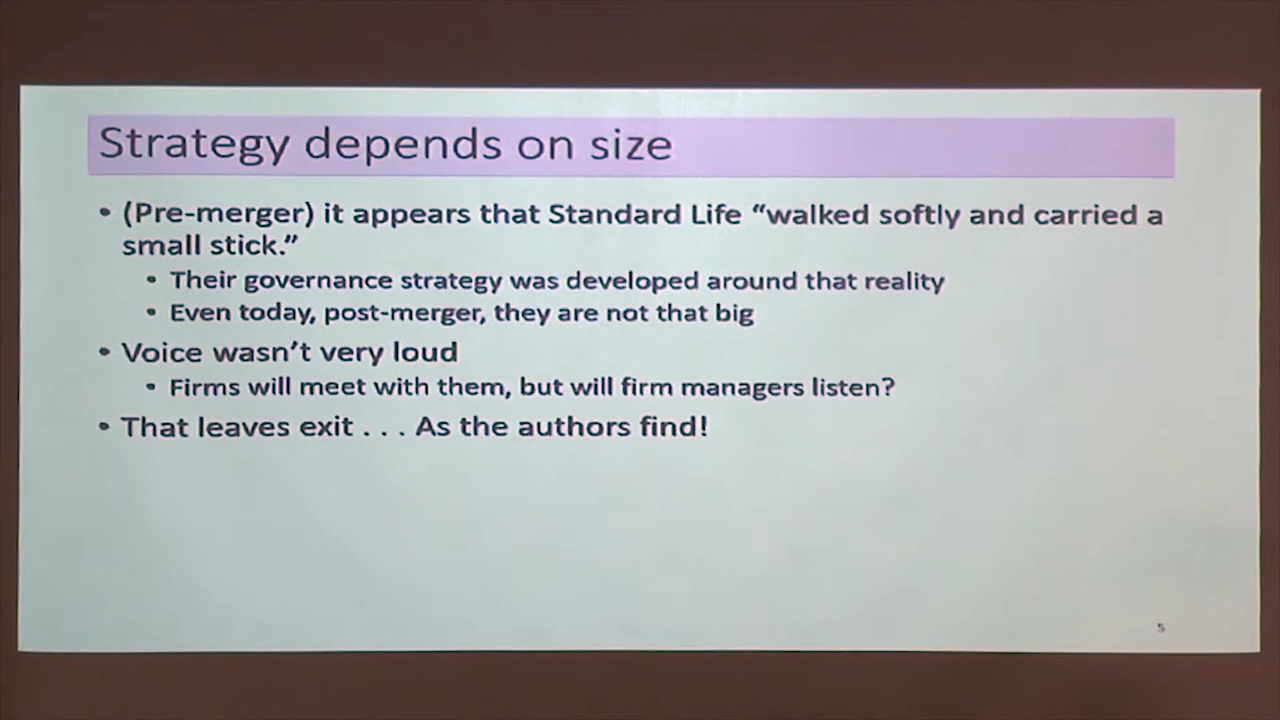 Strategy depends on size
• (Pre-merger) it appears that Standard Life “walked softly and carried a
small stick.”
• Their governance strategy was developed around that reality
• Even today, post-merger, they are not that big
• Voice wasn’t very loud
• Firms will meet with them, but will firm managers listen?
• That leaves exit . . . As the authors find!
5